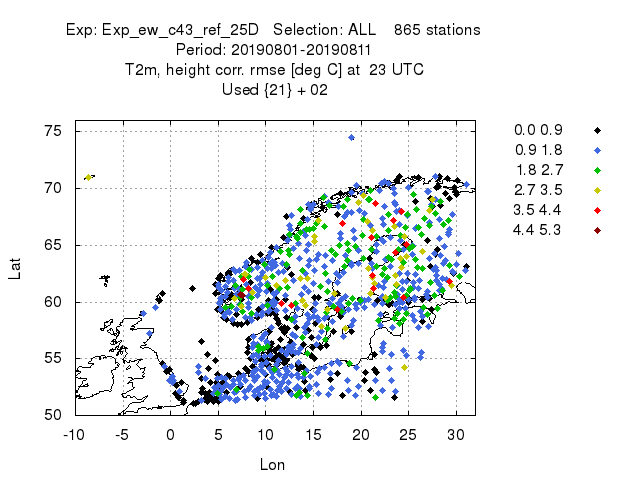 Exp: Exp_ew_c43_ref_25D Selection: ALL 865 stations
Period: 20190801-20190811
T2m, height corr. rmse [deg C] at 23 UTC
Used {21} + 02
0.0 0.9
0.9 1.8
1.8 2.7
2.7 3.5
3.5 4.4
4.4 5.3
75
70
65
60
55
50
Lat
-10 -5 0 5 10 15 20 25 30
Lon